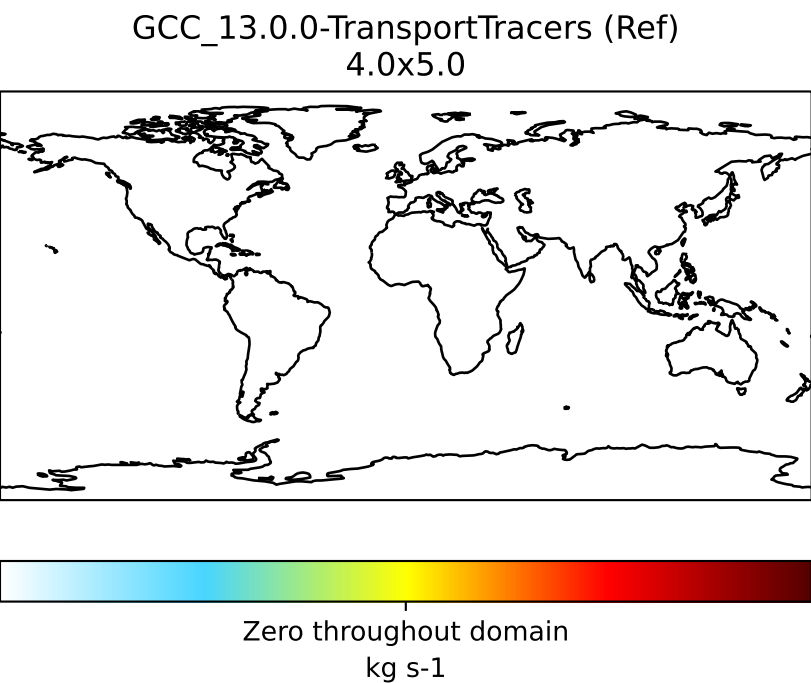 GCC_13.0.0-TransportTracers (Ref)
4.0x5.0
Zero throughout domain
kg s-1